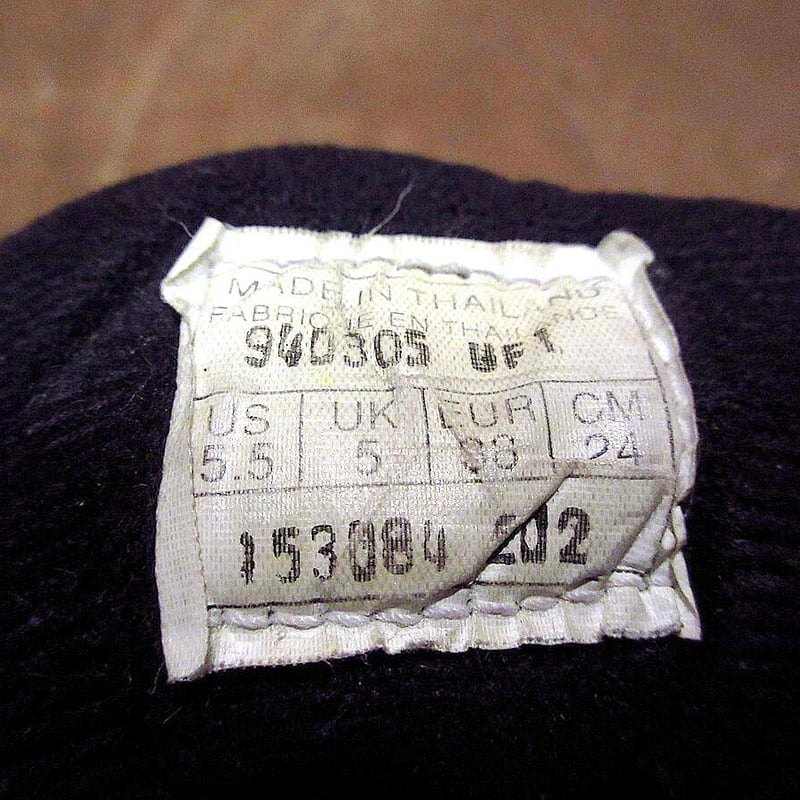 MADE IN THAILAND
FABRIQUE EN THAILANDE
940305 UF1
US UK EUR CM
5.5 5 38 24
153084 202